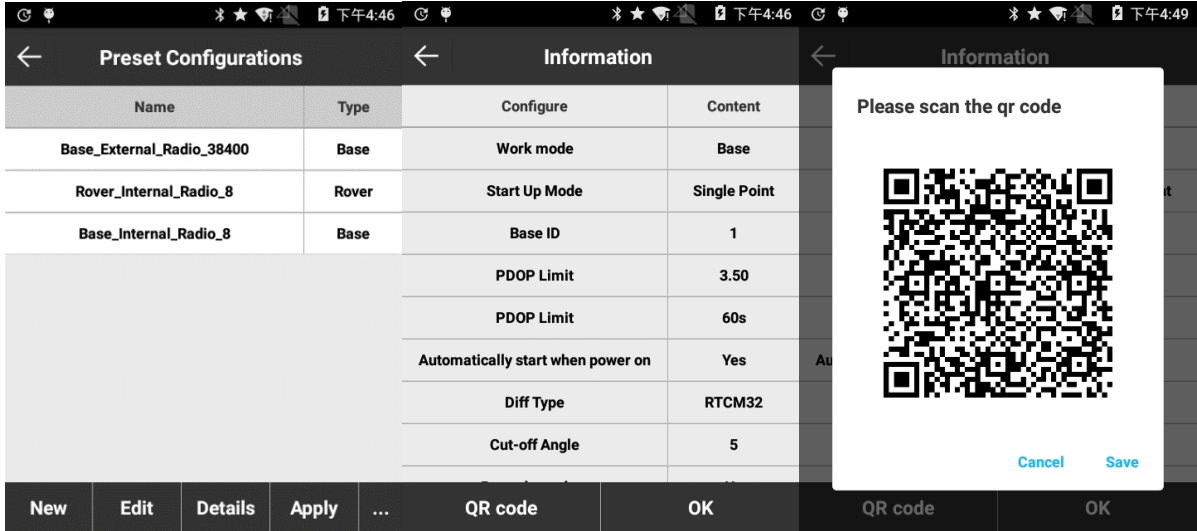 下午4:46
Preset Configurations
Name Type
Base_External_Radio_38400 Base
Rover_Internal_Radio_8 Rover
Base_Internal_Radio_8 Base
New Edit Details Apply ...
下午4:46
Information
Configure Content
Work mode Base
Start Up Mode Single Point
Base ID 1
PDOP Limit 3.50
PDOP Limit 60s
Automatically start when power on Yes
Diff Type RTCM32
Cut-off Angle 5
QR code OK
下午4:49
Information
Please scan the qr code
t
Au
Cancel Save
QR code OK